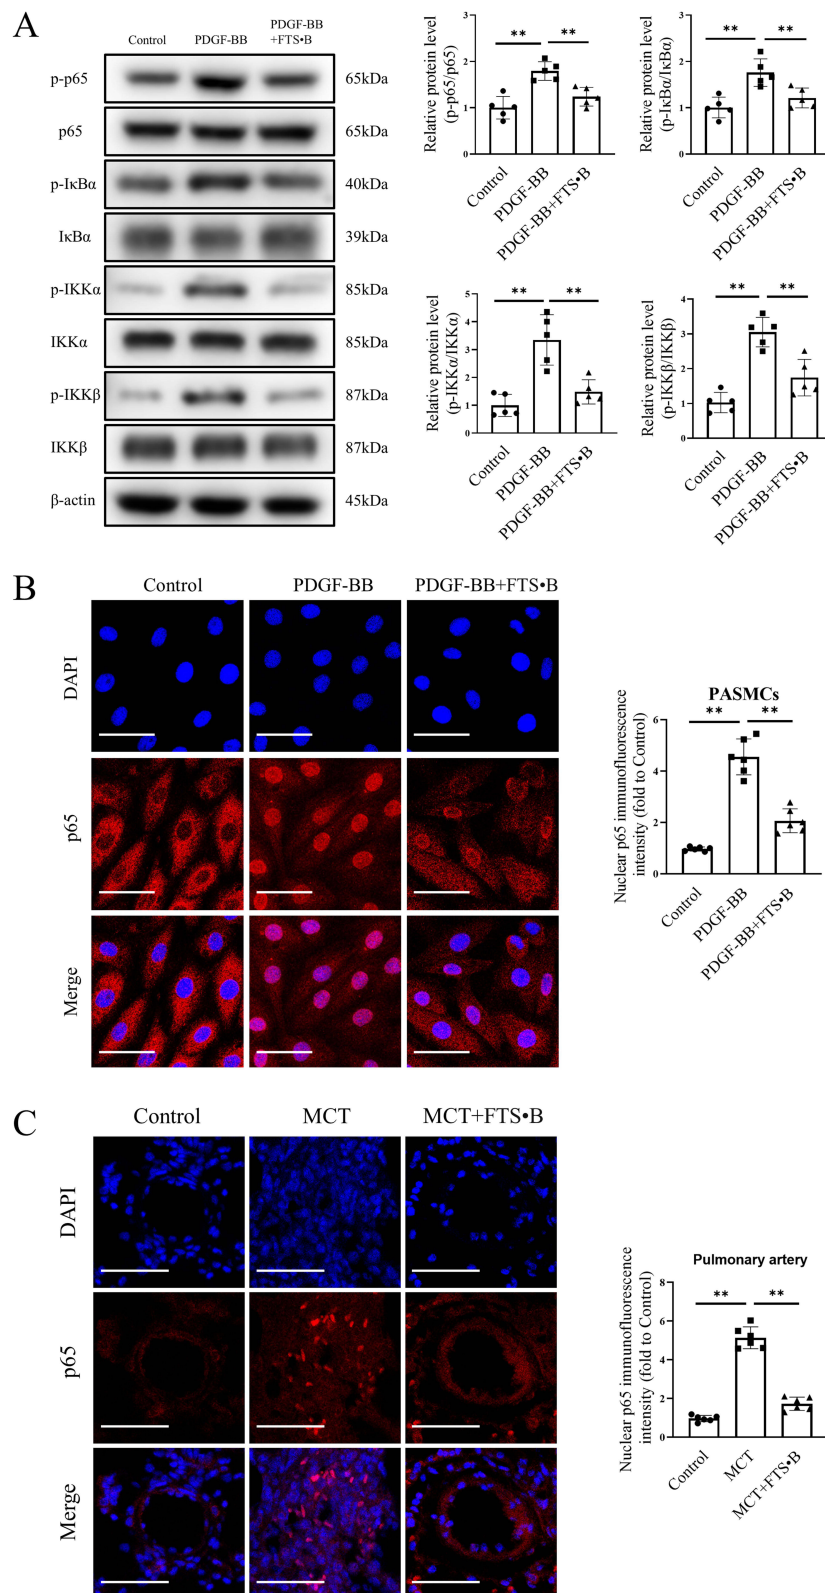 A
Control
PDGF-BB
PDGF-BB
+FTS•B
p-p65
65kDa
p65
65kDa
p-IκBα
40kDa
IκBα
39kDa
p-IKKα
85kDa
IKKα
85kDa
p-IKKβ
87kDa
IKKβ
87kDa
β-actin
45kDa
Relative protein level
(p-p65/p65)
3
2
1
0
**
**
Control
PDGF-BB
PDGF-BB+FTS•B
Relative protein level
(p-IκBα/IκBα)
3
2
1
0
**
**
Control
PDGF-BB
PDGF-BB+FTS•B
Relative protein level
(p-IKKα/IKKα)
5
4
3
2
1
0
**
**
Control
PDGF-BB
PDGF-BB+FTS•B
Relative protein level
(p-IKKβ/IKKβ)
4
3
2
1
0
**
**
Control
PDGF-BB
PDGF-BB+FTS•B
B
Control
PDGF-BB
PDGF-BB+FTS•B
DAPI
p65
Merge
PASMCs
Nuclear p65 immunofluorescence
intensity (fold to Control)
6
4
2
0
**
**
Control
PDGF-BB
PDGF-BB+FTS•B
C
Control
MCT
MCT+FTS•B
DAPI
p65
Merge
Pulmonary artery
Nuclear p65 immunofluorescence
intensity (fold to Control)
8
6
4
2
0
**
**
Control
MCT
MCT+FTS•B